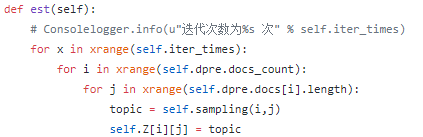 def est(self):
    # Consolelogger.info(u"迭代次数为%s 次" % self.iter_times)
    for x in xrange(self.iter_times):
        for i in xrange(self.dpre.docs_count):
            for j in xrange(self.dpre.docs[i].length):
                topic = self.sampling(i,j)
                self.Z[i][j] = topic